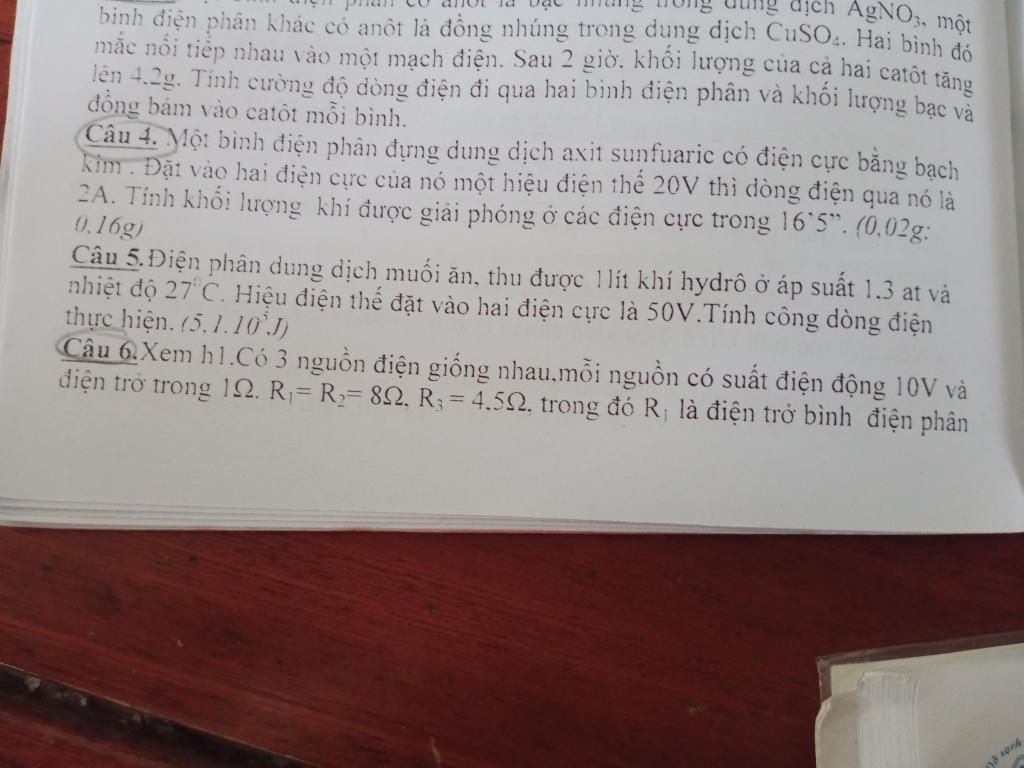 dịch AgNO₃, một
bình điện phân khác có anôt là đồng nhúng trong dung dịch CuSO₄. Hai bình đó
mắc nối tiếp nhau vào một mạch điện. Sau 2 giờ. khối lượng của cả hai catôt tăng
lên 4.2g. Tính cường độ dòng điện đi qua hai bình điện phân và khối lượng bạc và
đồng bám vào catôt mỗi bình.
Câu 4. Một bình điện phân đựng dung dịch axit sunfuaric có điện cực bằng bạch
kim . Đặt vào hai điện cực của nó một hiệu điện thế 20V thì dòng điện qua nó là
2A. Tính khối lượng khí được giải phóng ở các điện cực trong 16`5”. (0,02g;
0,16g)
Câu 5.Điện phân dung dịch muối ăn, thu được 1lít khí hydrô ở áp suất 1.3 at và
nhiệt độ 27°C. Hiệu điện thế đặt vào hai điện cực là 50V.Tính công dòng điện
thực hiện. (5,1.10⁵.J)
Câu 6.Xem h1.Có 3 nguồn điện giống nhau,mỗi nguồn có suất điện động 10V và
điện trở trong 1Ω. R₁= R₂= 8Ω, R₃ = 4,5Ω, trong đó R₁ là điện trở bình điện phân